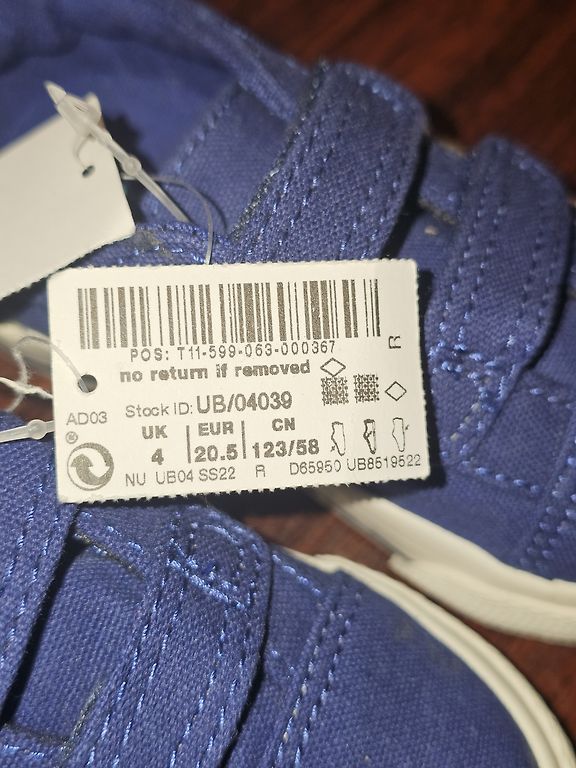 POS: T11-599-063-000367
R
no return if removed
AD03 Stock ID: UB/04039
UK EUR CN
4 20.5 123/58
NU UB04 SS22 R D65950 UB8519522